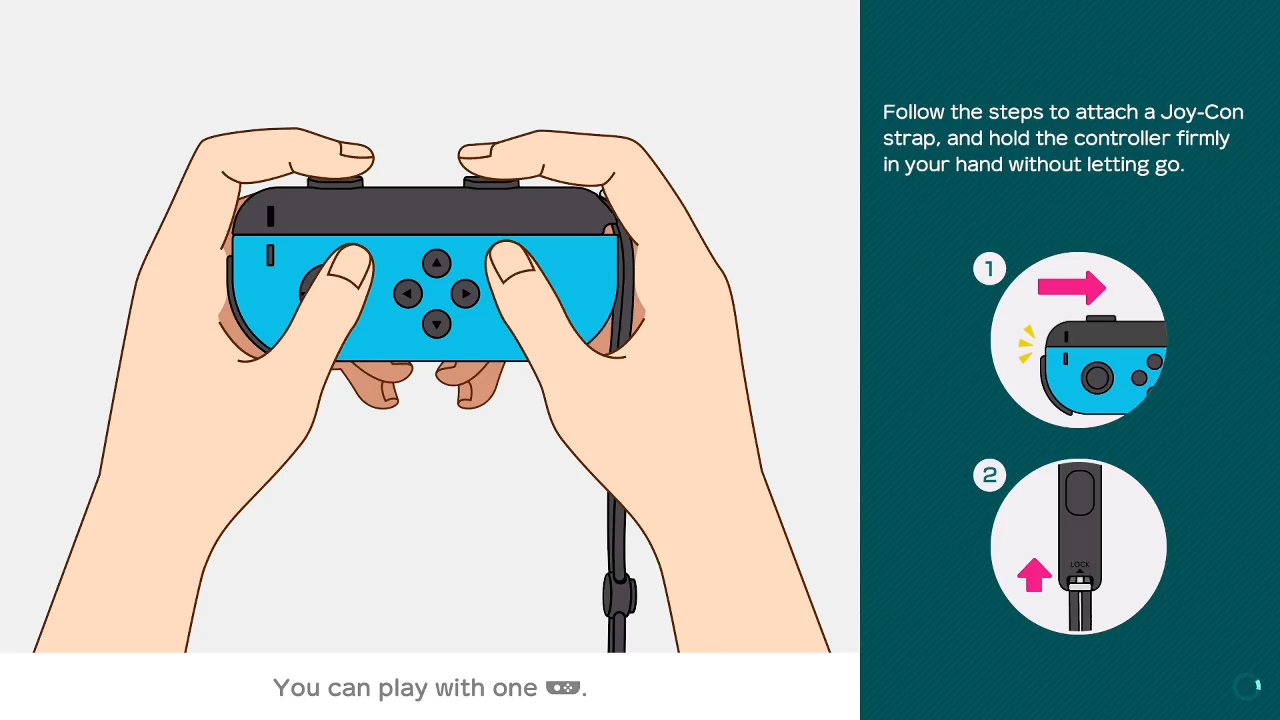 Follow the steps to attach a Joy-Con
strap, and hold the controller firmly
in your hand without letting go.
1
2
LOCK
You can play with one .